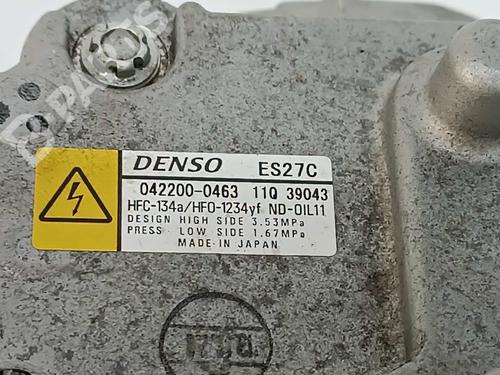 DENSO ES27C
042200-0463 11Q 39043
HFC-134a/HFO-1234yf ND-OIL11
DESIGN HIGH SIDE 3.53MPa
PRESS LOW SIDE 1.67MPa
MADE IN JAPAN